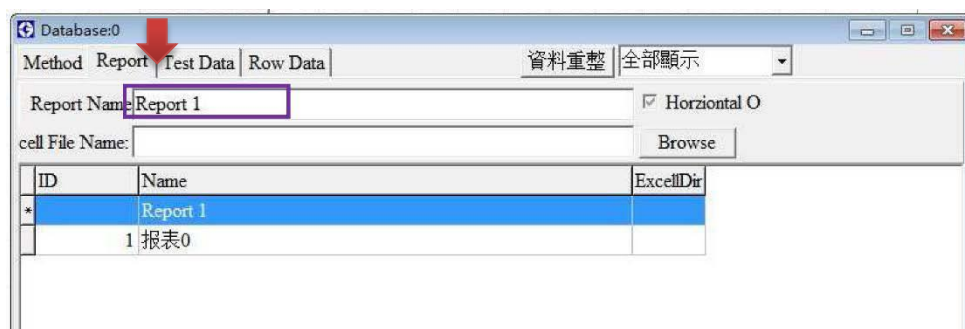 Database:0
Method Report Test Data Row Data 資料重整 全部顯示
Report Name Report 1 Horziontal O
cell File Name: Browse
ID Name ExcellDir
* Report 1
1 报表0